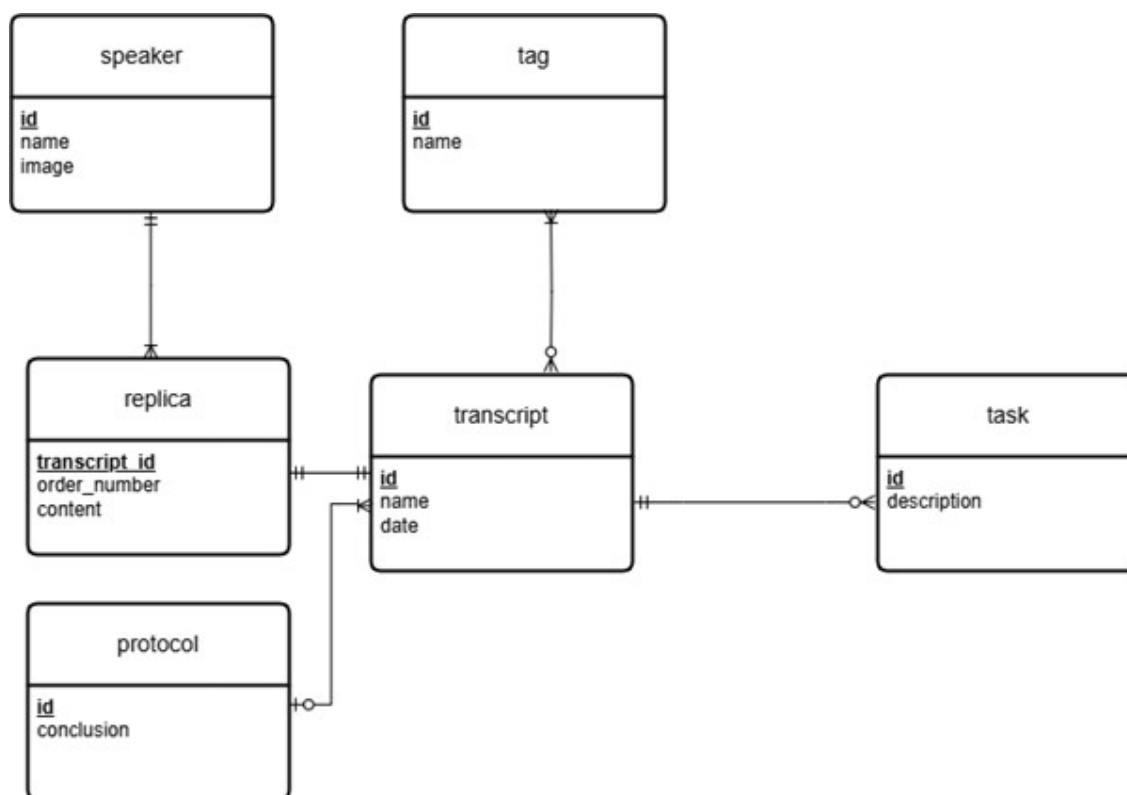 speaker
id
name
image
tag
id
name
replica
transcript_id
order_number
content
transcript
id
name
date
task
id
description
protocol
id
conclusion